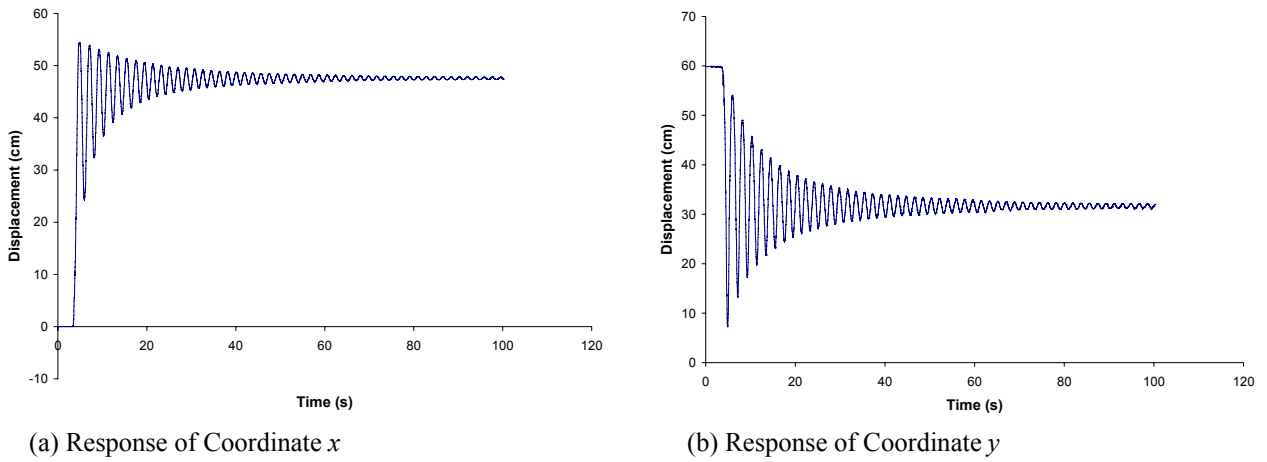 60
50
40
30
20
10
0
-10
0 20 40 60 80 100 120
Displacement (cm)
Time (s)
(a) Response of Coordinate x
70
60
50
40
30
20
10
0
0 20 40 60 80 100 120
Displacement (cm)
Time (s)
(b) Response of Coordinate y